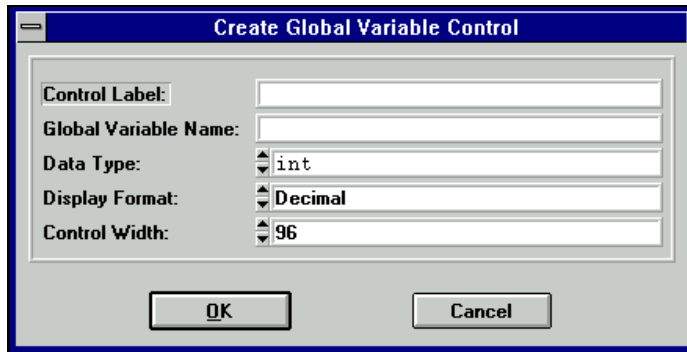 Create Global Variable Control
Control Label:
Global Variable Name:
Data Type: int
Display Format: Decimal
Control Width: 96
OK Cancel